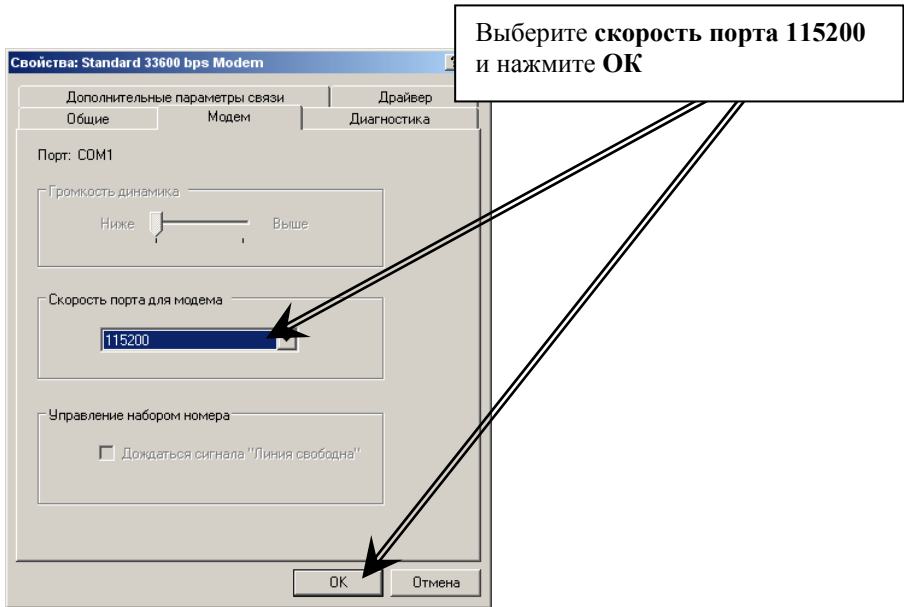 Выберите скорость порта 115200
и нажмите ОК
Свойства: Standard 33600 bps Modem
Дополнительные параметры связи
Драйвер
Общие
Модем
Диагностика
Порт: COM1
Громкость динамика
Ниже
Выше
Скорость порта для модема
115200
Управление набором номера
Дождаться сигнала "Линия свободна"
OK
Отмена